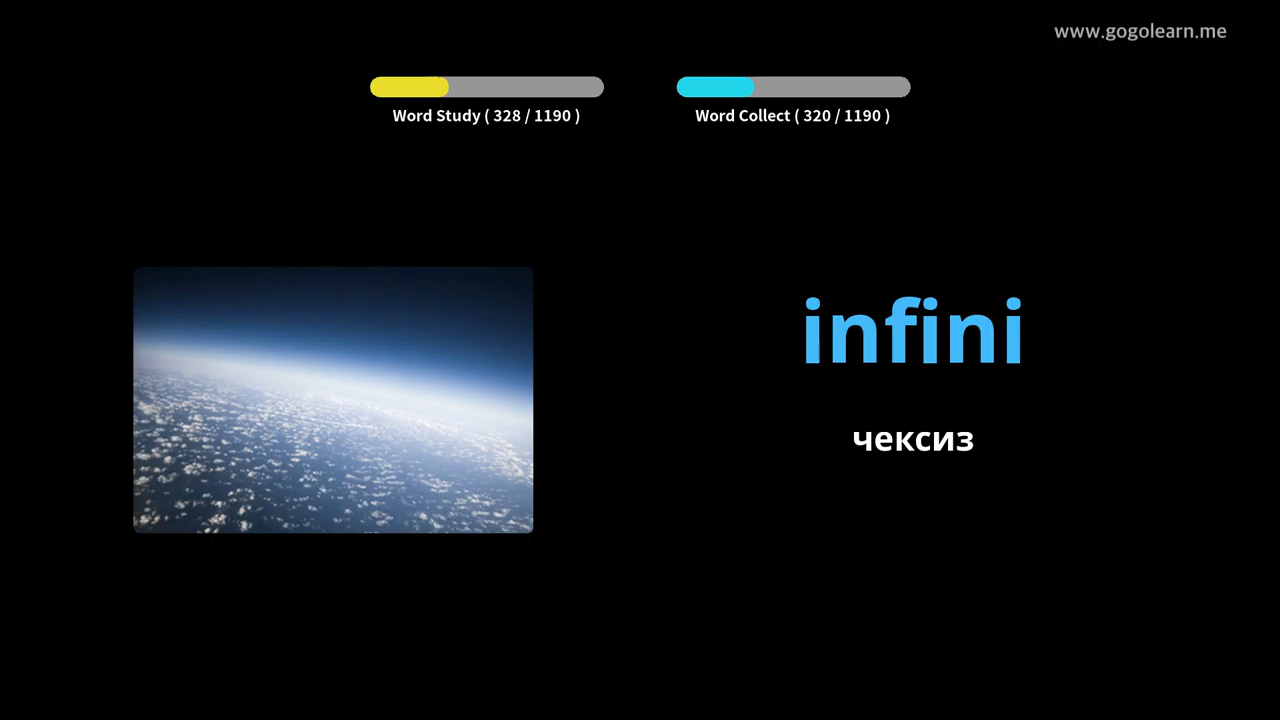 www.gogolearn.me
Word Study ( 328 / 1190 )
Word Collect ( 320 / 1190 )
infini
чексиз